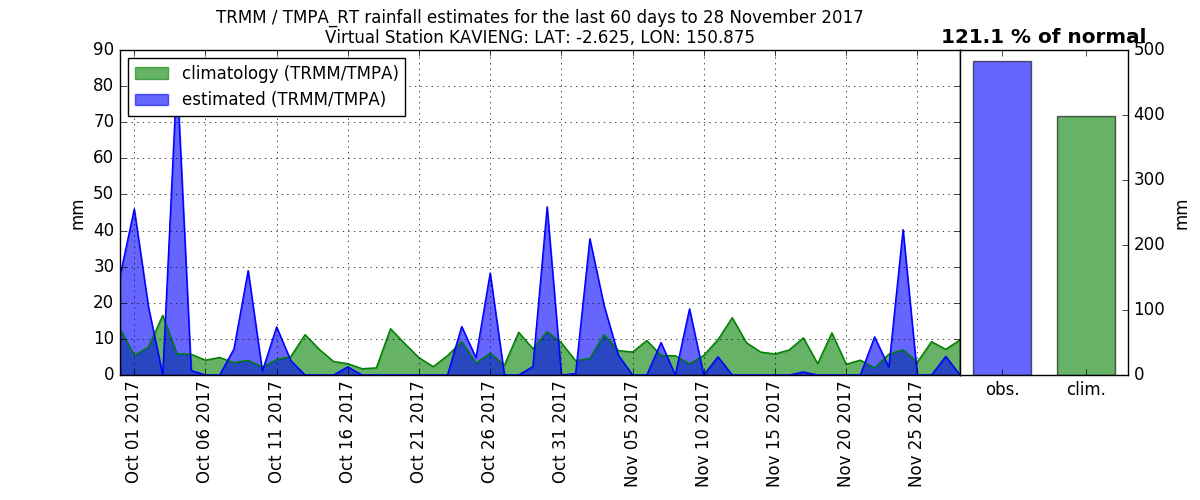 TRMM / TMPA_RT rainfall estimates for the last 60 days to 28 November 2017
Virtual Station KAVIENG: LAT: -2.625, LON: 150.875
121.1 % of normal
climatology (TRMM/TMPA)
estimated (TRMM/TMPA)
mm
90
80
70
60
50
40
30
20
10
0
Oct 01 2017
Oct 06 2017
Oct 11 2017
Oct 16 2017
Oct 21 2017
Oct 26 2017
Oct 31 2017
Nov 05 2017
Nov 10 2017
Nov 15 2017
Nov 20 2017
Nov 25 2017
500
400
300
200
100
0
mm
obs.
clim.